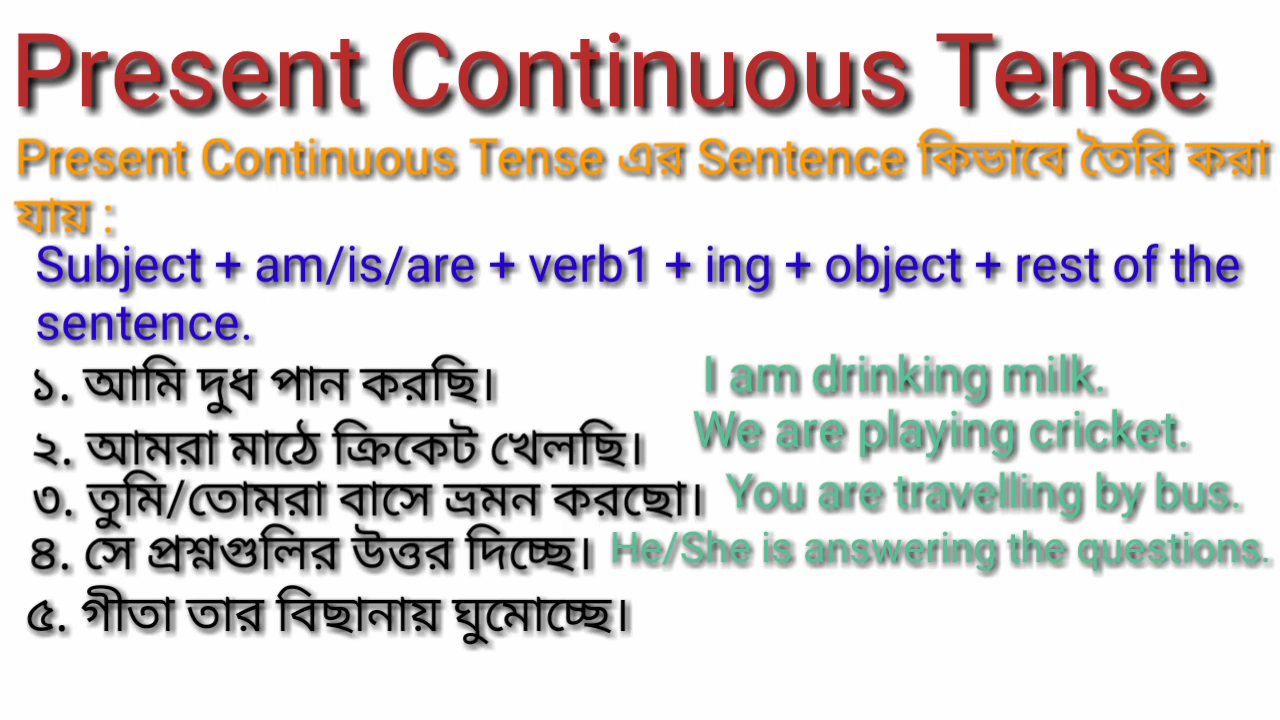 Present Continuous Tense
Present Continuous Tense এর Sentence কিভাবে তৈরি করা
যায় :
Subject + am/is/are + verb1 + ing + object + rest of the
sentence.
১. আমি দুধ পান করছি। I am drinking milk.
২. আমরা মাঠে ক্রিকেট খেলছি। We are playing cricket.
৩. তুমি/তোমরা বাসে ভ্রমন করছো। You are travelling by bus.
৪. সে প্রশ্নগুলির উত্তর দিচ্ছে। He/She is answering the questions.
৫. গীতা তার বিছানায় ঘুমোচ্ছে।